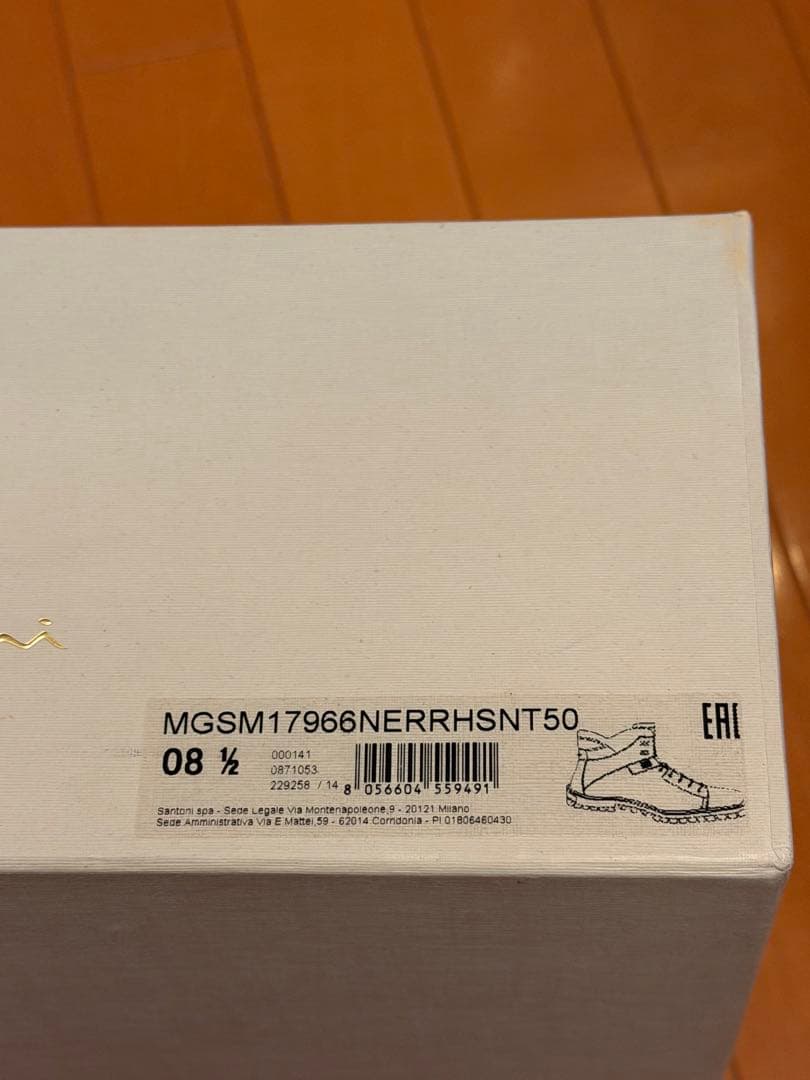 ni
MGSM17966NERRHSNT50
EAC
08 ½
000141
0871053
229258 / 14
8 056604 559491
Santoni spa - Sede Legale Via Montenapoleone,9 - 20121 Milano
Sede Amministrativa Via E.Mattei,59 - 62014 Corridonia - PI 01806460430